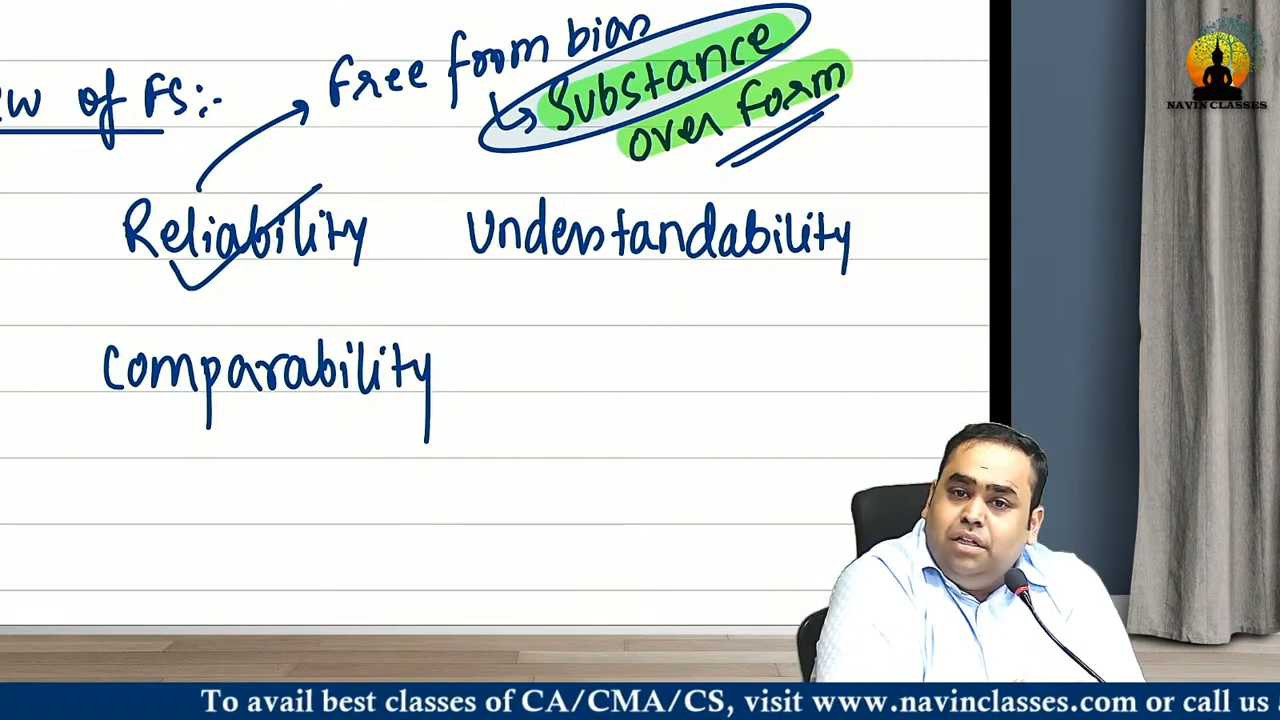 Free from bias
Substance
over form
of FS:-
Reliability
Understandability
Comparability
NAVIN CLASSES
To avail best classes of CA/CMA/CS, visit www.navinclasses.com or call us